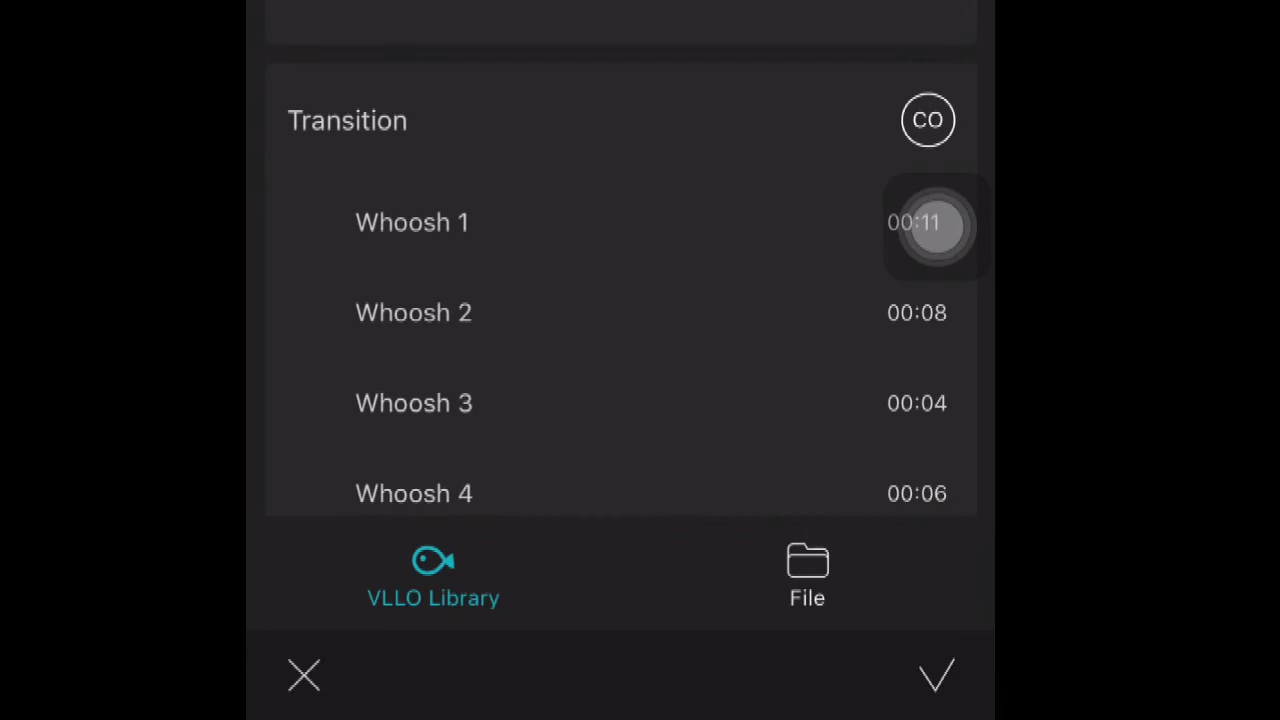 Transition CO
Whoosh 1 00:11
Whoosh 2 00:08
Whoosh 3 00:04
Whoosh 4 00:06
VLLO Library File